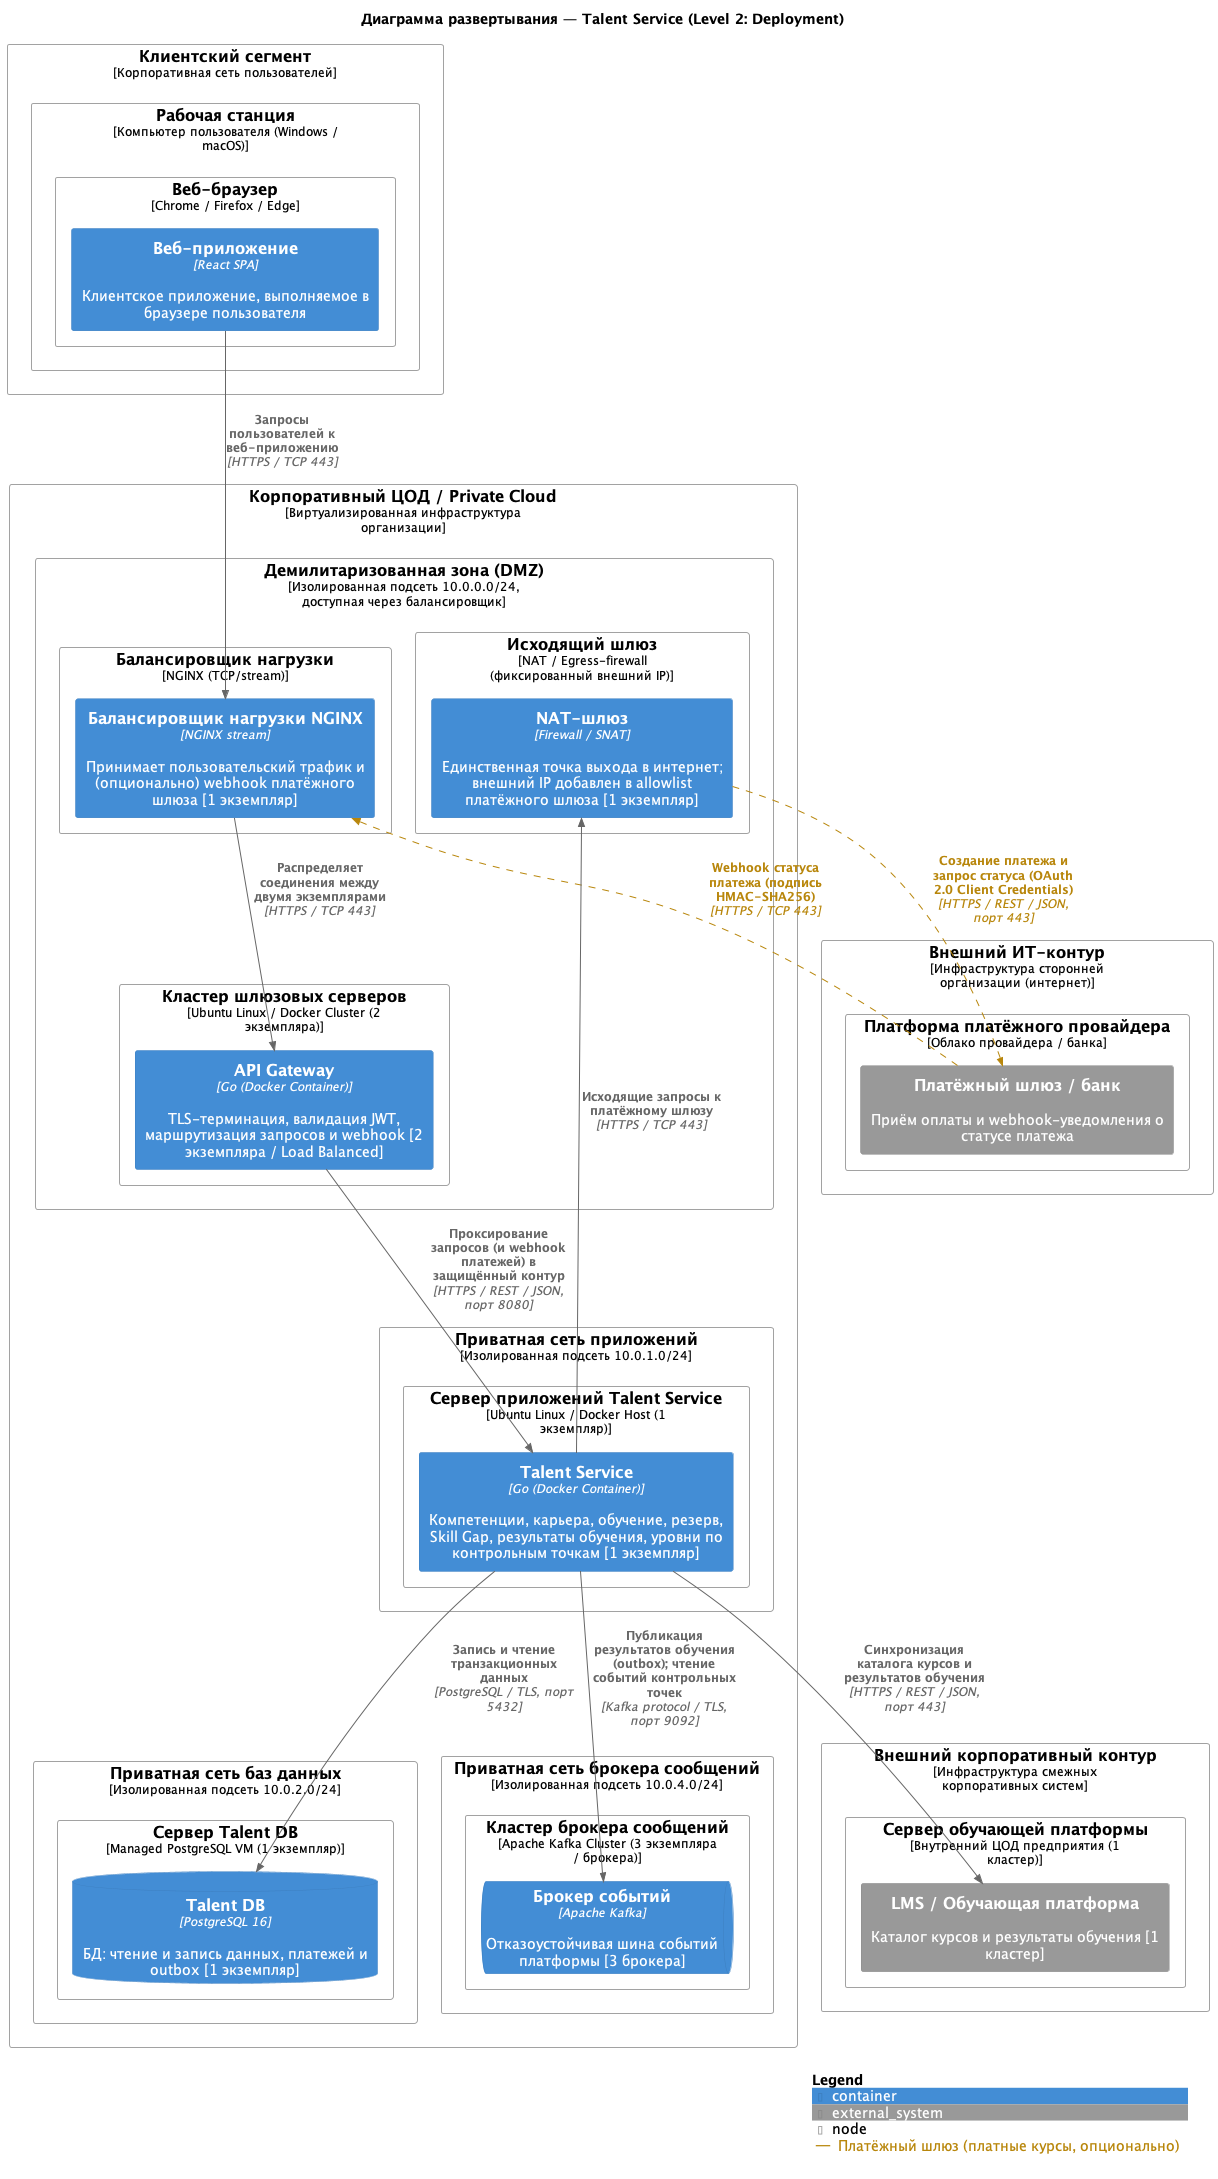 Диаграмма развертывания — Talent Service (Level 2: Deployment)
Клиентский сегмент
[Корпоративная сеть пользователей]
Рабочая станция
[Компьютер пользователя (Windows /
macOS)]
Веб-браузер
[Chrome / Firefox / Edge]
Веб-приложение
[React SPA]
Клиентское приложение, выполняемое в
браузере пользователя
Запросы
пользователей к
веб-приложению
[HTTPS / TCP 443]
Корпоративный ЦОД / Private Cloud
[Виртуализированная инфраструктура
организации]
Демилитаризованная зона (DMZ)
[Изолированная подсеть 10.0.0.0/24,
доступная через балансировщик]
Балансировщик нагрузки
[NGINX (TCP/stream)]
Балансировщик нагрузки NGINX
[NGINX stream]
Принимает пользовательский трафик и
(опционально) webhook платёжного
шлюза [1 экземпляр]
Исходящий шлюз
[NAT / Egress-firewall
(фиксированный внешний IP)]
NAT-шлюз
[Firewall / SNAT]
Единственная точка выхода в интернет;
внешний IP добавлен в allowlist
платёжного шлюза [1 экземпляр]
Распределяет
соединения между
двумя экземплярами
[HTTPS / TCP 443]
Webhook статуса
платежа (подпись
HMAC-SHA256)
[HTTPS / TCP 443]
Создание платежа и
запрос статуса (OAuth
2.0 Client Credentials)
[HTTPS / REST / JSON,
порт 443]
Внешний ИТ-контур
[Инфраструктура сторонней
организации (интернет)]
Платформа платёжного провайдера
[Облако провайдера / банка]
Платёжный шлюз / банк
Приём оплаты и webhook-уведомления о
статусе платежа
Кластер шлюзовых серверов
[Ubuntu Linux / Docker Cluster (2
экземпляра)]
API Gateway
[Go (Docker Container)]
TLS-терминация, валидация JWT,
маршрутизация запросов и webhook [2
экземпляра / Load Balanced]
Исходящие запросы к
платёжному шлюзу
[HTTPS / TCP 443]
Проксирование
запросов (и webhook
платежей) в
защищённый контур
[HTTPS / REST / JSON,
порт 8080]
Приватная сеть приложений
[Изолированная подсеть 10.0.1.0/24]
Сервер приложений Talent Service
[Ubuntu Linux / Docker Host (1
экземпляр)]
Talent Service
[Go (Docker Container)]
Компетенции, карьера, обучение, резерв,
Skill Gap, результаты обучения, уровни по
контрольным точкам [1 экземпляр]
Запись и чтение
транзакционных
данных
[PostgreSQL / TLS, порт
5432]
Публикация
результатов обучения
(outbox); чтение
событий контрольных
точек
[Kafka protocol / TLS,
порт 9092]
Синхронизация
каталога курсов и
результатов обучения
[HTTPS / REST / JSON,
порт 443]
Приватная сеть баз данных
[Изолированная подсеть 10.0.2.0/24]
Сервер Talent DB
[Managed PostgreSQL VM (1 экземпляр)]
Talent DB
[PostgreSQL 16]
БД: чтение и запись данных, платежей и
outbox [1 экземпляр]
Приватная сеть брокера сообщений
[Изолированная подсеть 10.0.4.0/24]
Кластер брокера сообщений
[Apache Kafka Cluster (3 экземпляра
/ брокера)]
Брокер событий
[Apache Kafka]
Отказоустойчивая шина событий
платформы [3 брокера]
Внешний корпоративный контур
[Инфраструктура смежных
корпоративных систем]
Сервер обучающей платформы
[Внутренний ЦОД предприятия (1
кластер)]
LMS / Обучающая платформа
Каталог курсов и результаты обучения [1
кластер]
Legend
container
external_system
node
— Платёжный шлюз (платные курсы, опционально)